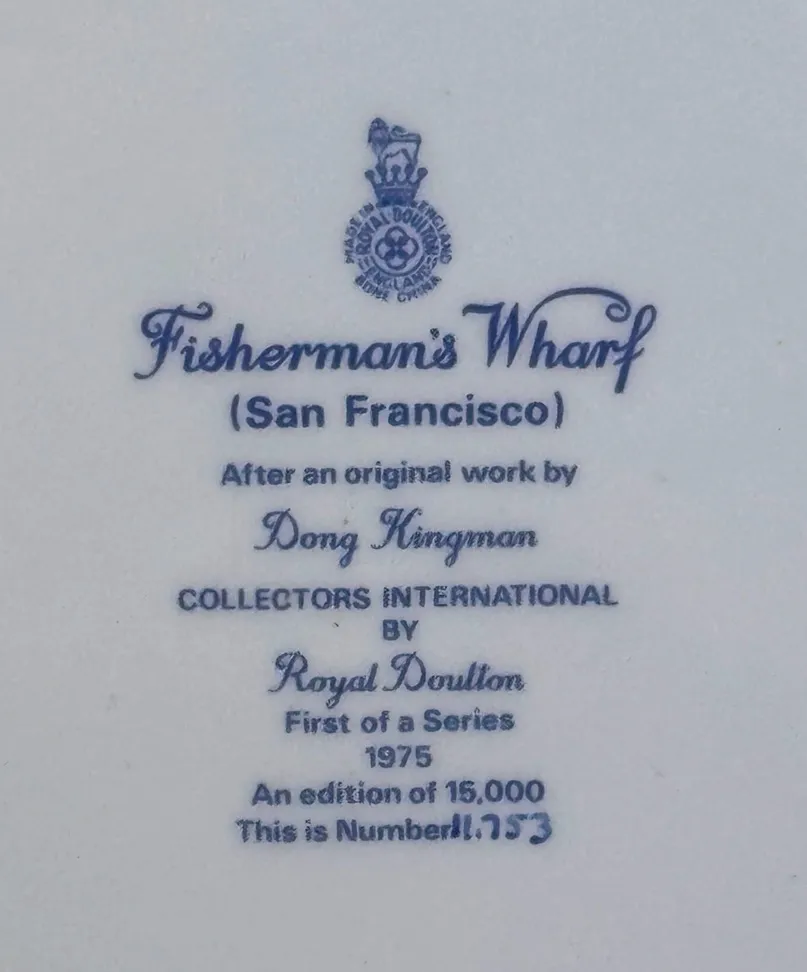 MADE IN ENGLAND
ROYAL DOULTON
ENGLAND
BONE CHINA
Fisherman's Wharf
(San Francisco)
After an original work by
Dong Kingman
COLLECTORS INTERNATIONAL
BY
Royal Doulton
First of a Series
1975
An edition of 15,000
This is Number 11.753